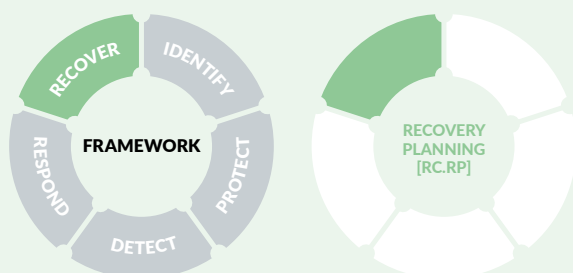 RECOVER
IDENTIFY
PROTECT
DETECT
RESPOND
FRAMEWORK
RECOVERY
PLANNING
[RC.RP]